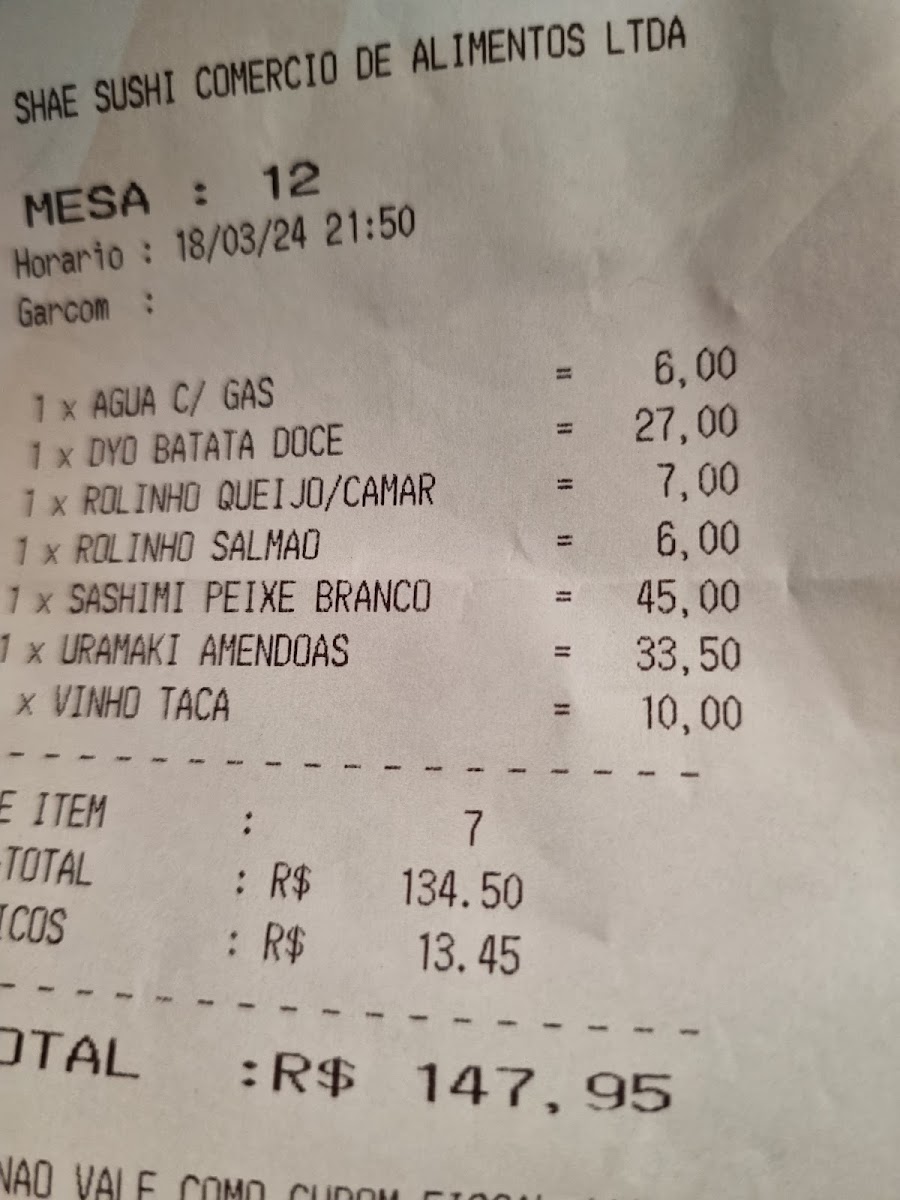 SHAE SUSHI COMERCIO DE ALIMENTOS LTDA
MESA : 12
Horario : 18/03/24 21:50
Garcom :
1 x AGUA C/ GAS = 6,00
1 x DYO BATATA DOCE = 27,00
1 x ROLINHO QUEIJO/CAMAR = 7,00
1 x ROLINHO SALMAO = 6,00
1 x SASHIMI PEIXE BRANCO = 45,00
1 x URAMAKI AMENDOAS = 33,50
x VINHO TACA = 10,00
E ITEM : 7
-TOTAL : R$ 134.50
ICOS : R$ 13.45
OTAL :R$ 147,95
NAO VALE COMO CUPOM FISCAL